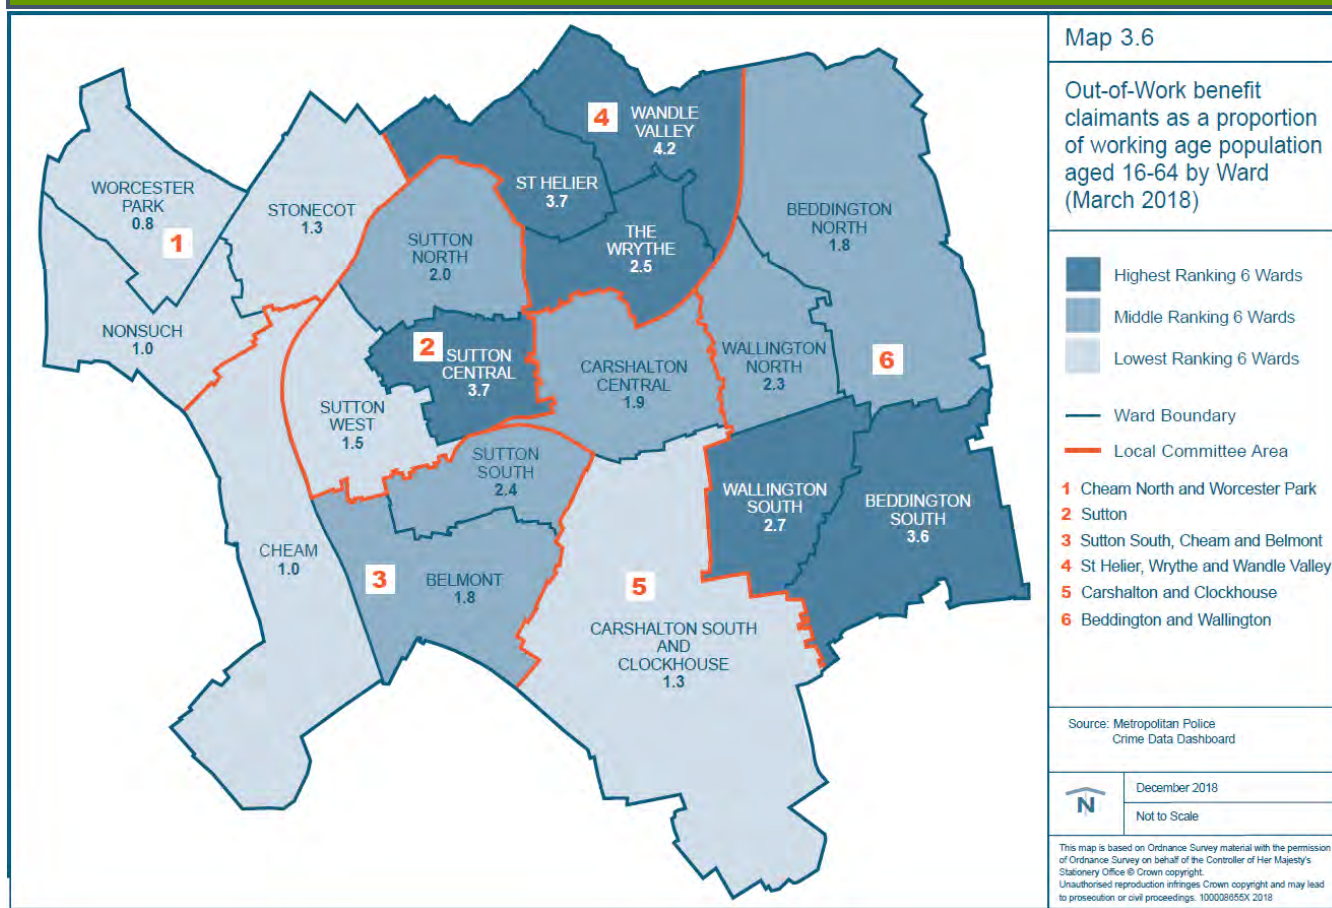 WORCESTER
PARK
0.8
1
STONECOT
1.3
NONSUCH
1.0
SUTTON
NORTH
2.0
ST HELIER
3.7
4
WANDLE
VALLEY
4.2
THE
WRYTHE
2.5
BEDDINGTON
NORTH
1.8
2
SUTTON
CENTRAL
3.7
SUTTON
WEST
1.5
CARSHALTON
CENTRAL
1.9
WALLINGTON
NORTH
2.3
6
SUTTON
SOUTH
2.4
WALLINGTON
SOUTH
2.7
BEDDINGTON
SOUTH
3.6
CHEAM
1.0
3
BELMONT
1.8
5
CARSHALTON SOUTH
AND
CLOCKHOUSE
1.3
Map 3.6
Out-of-Work benefit
claimants as a proportion
of working age population
aged 16-64 by Ward
(March 2018)
Highest Ranking 6 Wards
Middle Ranking 6 Wards
Lowest Ranking 6 Wards
Ward Boundary
Local Committee Area
1 Cheam North and Worcester Park
2 Sutton
3 Sutton South, Cheam and Belmont
4 St Helier, Wrythe and Wandle Valley
5 Carshalton and Clockhouse
6 Beddington and Wallington
Source: Metropolitan Police
Crime Data Dashboard
N
December 2018
Not to Scale
This map is based on Ordnance Survey material with the permission
of Ordnance Survey on behalf of the Controller of Her Majesty's
Stationery Office © Crown copyright.
Unauthorised reproduction infringes Crown copyright and may lead
to prosecution or civil proceedings. 100008655X 2018